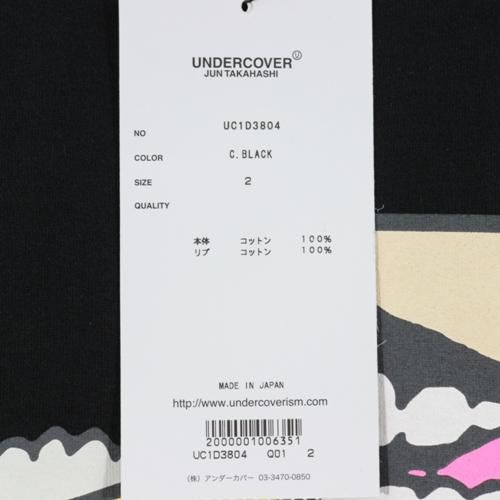 UNDERCOVER Ⓤ
JUN TAKAHASHI
NO UC1D3804
COLOR C.BLACK
SIZE 2
QUALITY
本体 コットン 100%
リブ コットン 100%
MADE IN JAPAN
http://www.undercoverism.com
2000001006351
UC1D3804 Q01 2
(株) アンダーカバー 03-3470-0850